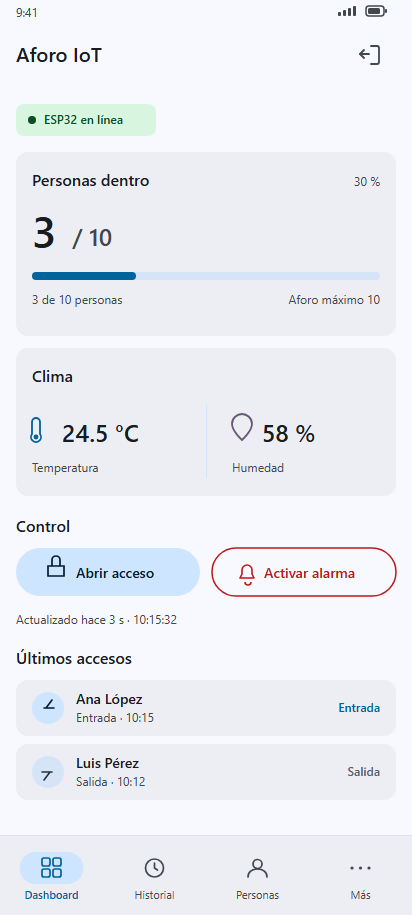 9:41
Aforo IoT
ESP32 en línea
Personas dentro
30 %
3 / 10
3 de 10 personas
Aforo máximo 10
Clima
24.5 °C
58 %
Temperatura
Humedad
Control
Abrir acceso
Activar alarma
Actualizado hace 3 s · 10:15:32
Últimos accesos
Ana López
Entrada · 10:15
Entrada
Luis Pérez
Salida · 10:12
Salida
Dashboard
Historial
Personas
Más